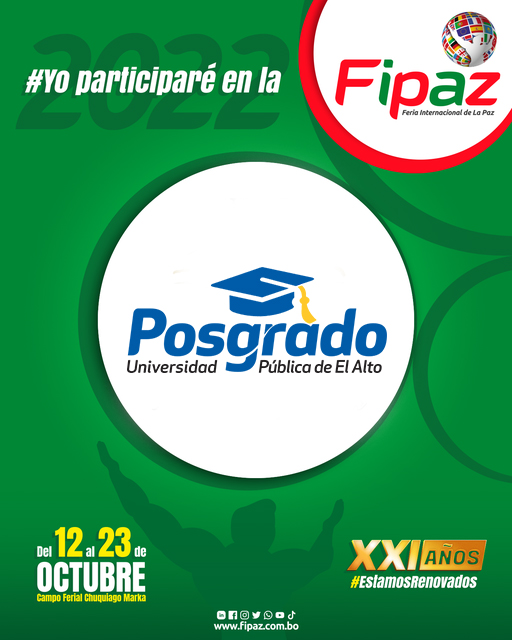 2022
#Yo participaré en la
Fipaz
Feria Internacional de La Paz
Posgrado
Universidad Pública de El Alto
Del 12 al 23 de
OCTUBRE
Campo Ferial Chuquiago Marka
XXI AÑOS
#EstamosRenovados
www.fipaz.com.bo